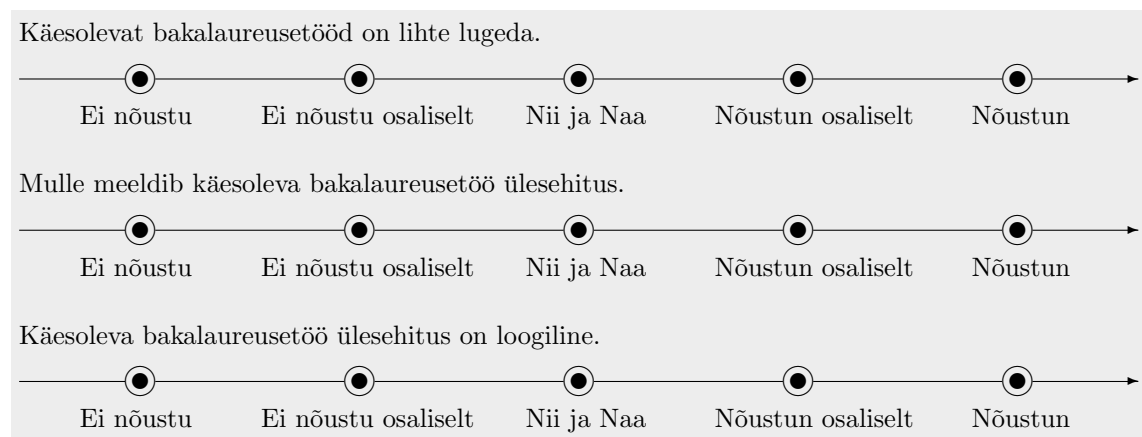 Käesolevat bakalaureusetööd on lihte lugeda.
Ei nõustu Ei nõustu osaliselt Nii ja Naa Nõustun osaliselt Nõustun
Mulle meeldib käesoleva bakalaureusetöö ülesehitus.
Ei nõustu Ei nõustu osaliselt Nii ja Naa Nõustun osaliselt Nõustun
Käesoleva bakalaureusetöö ülesehitus on loogiline.
Ei nõustu Ei nõustu osaliselt Nii ja Naa Nõustun osaliselt Nõustun